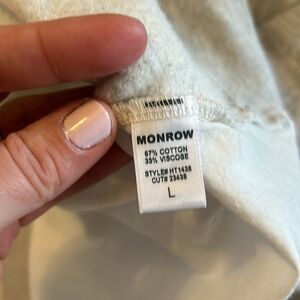 MONROW
67% COTTON
33% VISCOSE
STYLE# HT1438
CUT# 23438
L